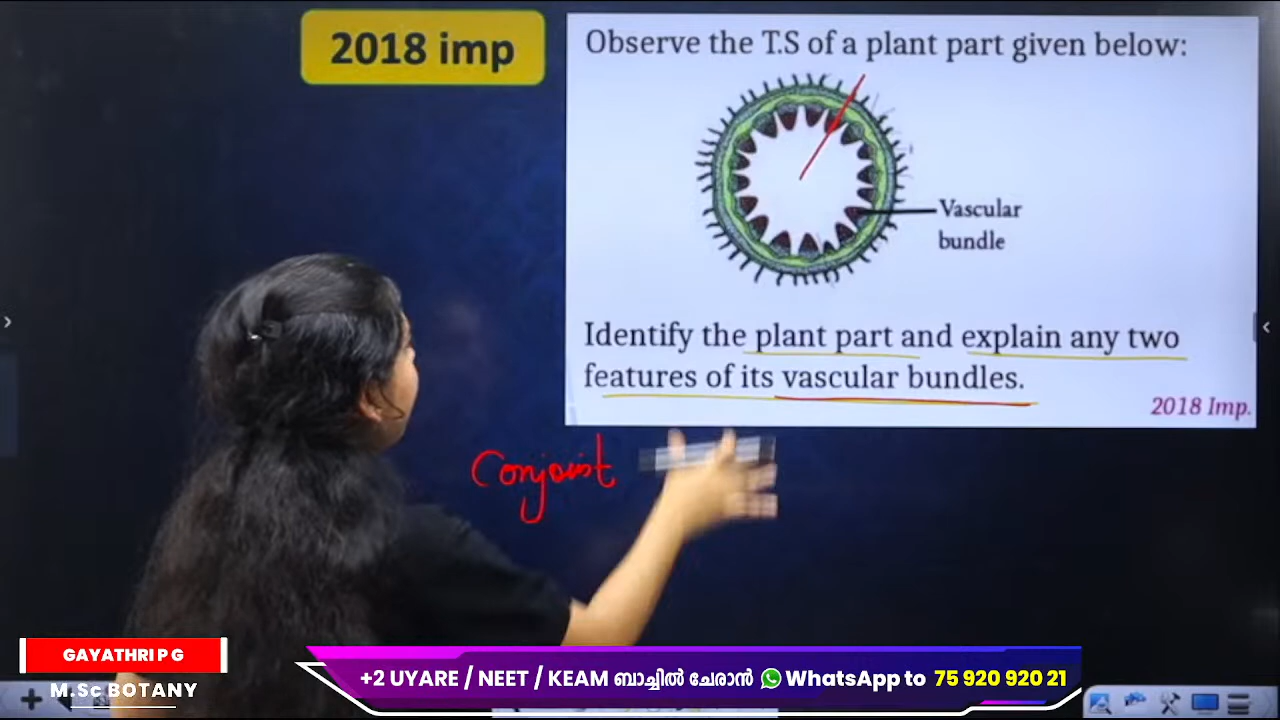 2018 imp
Observe the T.S of a plant part given below:
Vascular
bundle
Identify the plant part and explain any two
features of its vascular bundles.
2018 Imp.
Conjoint
GAYATHRI P G
M.Sc BOTANY
+2 UYARE / NEET / KEAM ബാച്ചിൽ ചേരാൻ WhatsApp to 75 920 920 21